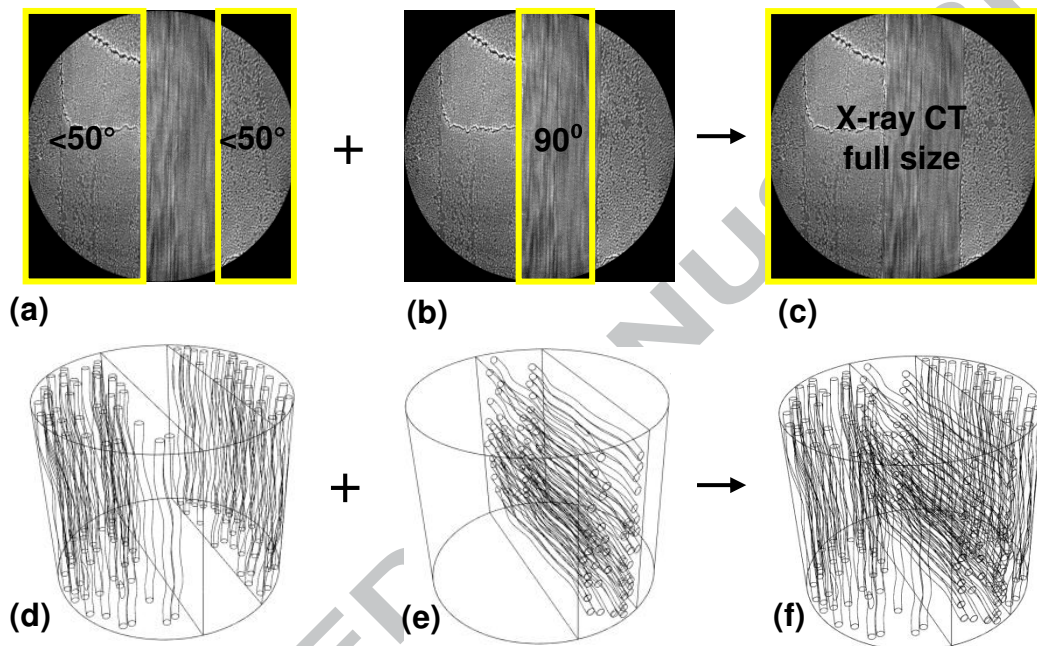 <50°
<50°
+
90⁰
→
X-ray CT
full size
(a)
(b)
(c)
+
→
(d)
(e)
(f)